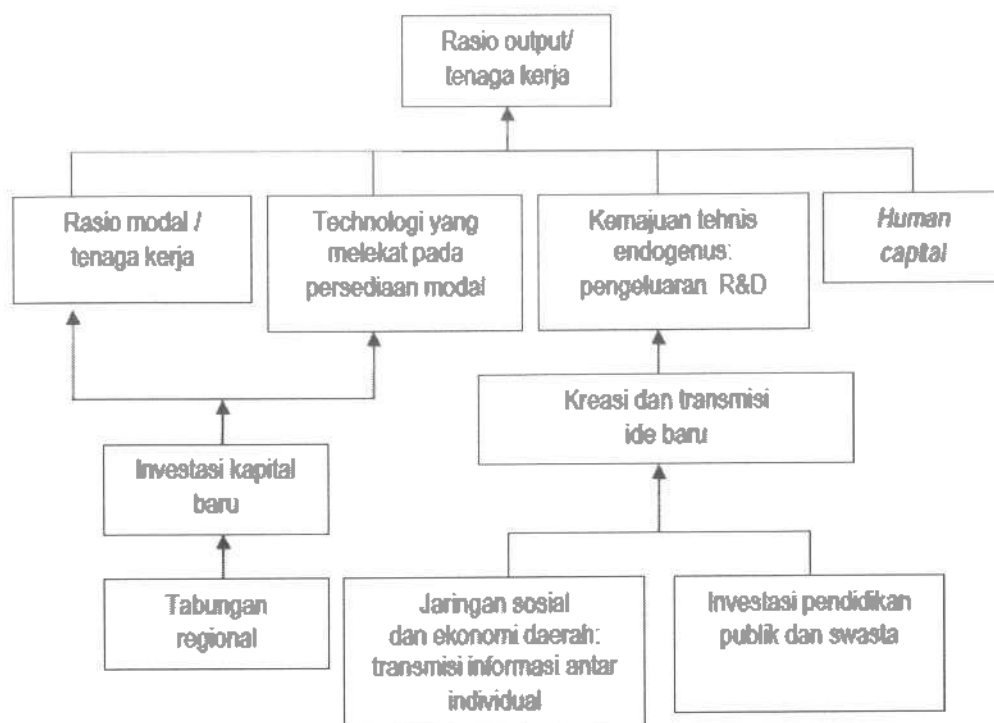 Rasio output/
tenaga kerja
Rasio modal /
tenaga kerja
Technologi yang
melekat pada
persediaan modal
Kemajuan tehnis
endogenus:
pengeluaran R&D
Human
capital
Kreasi dan transmisi
ide baru
Investasi kapital
baru
Tabungan
regional
Jaringan sosial
dan ekonomi daerah:
transmisi informasi antar
individual
Investasi pendidikan
publik dan swasta